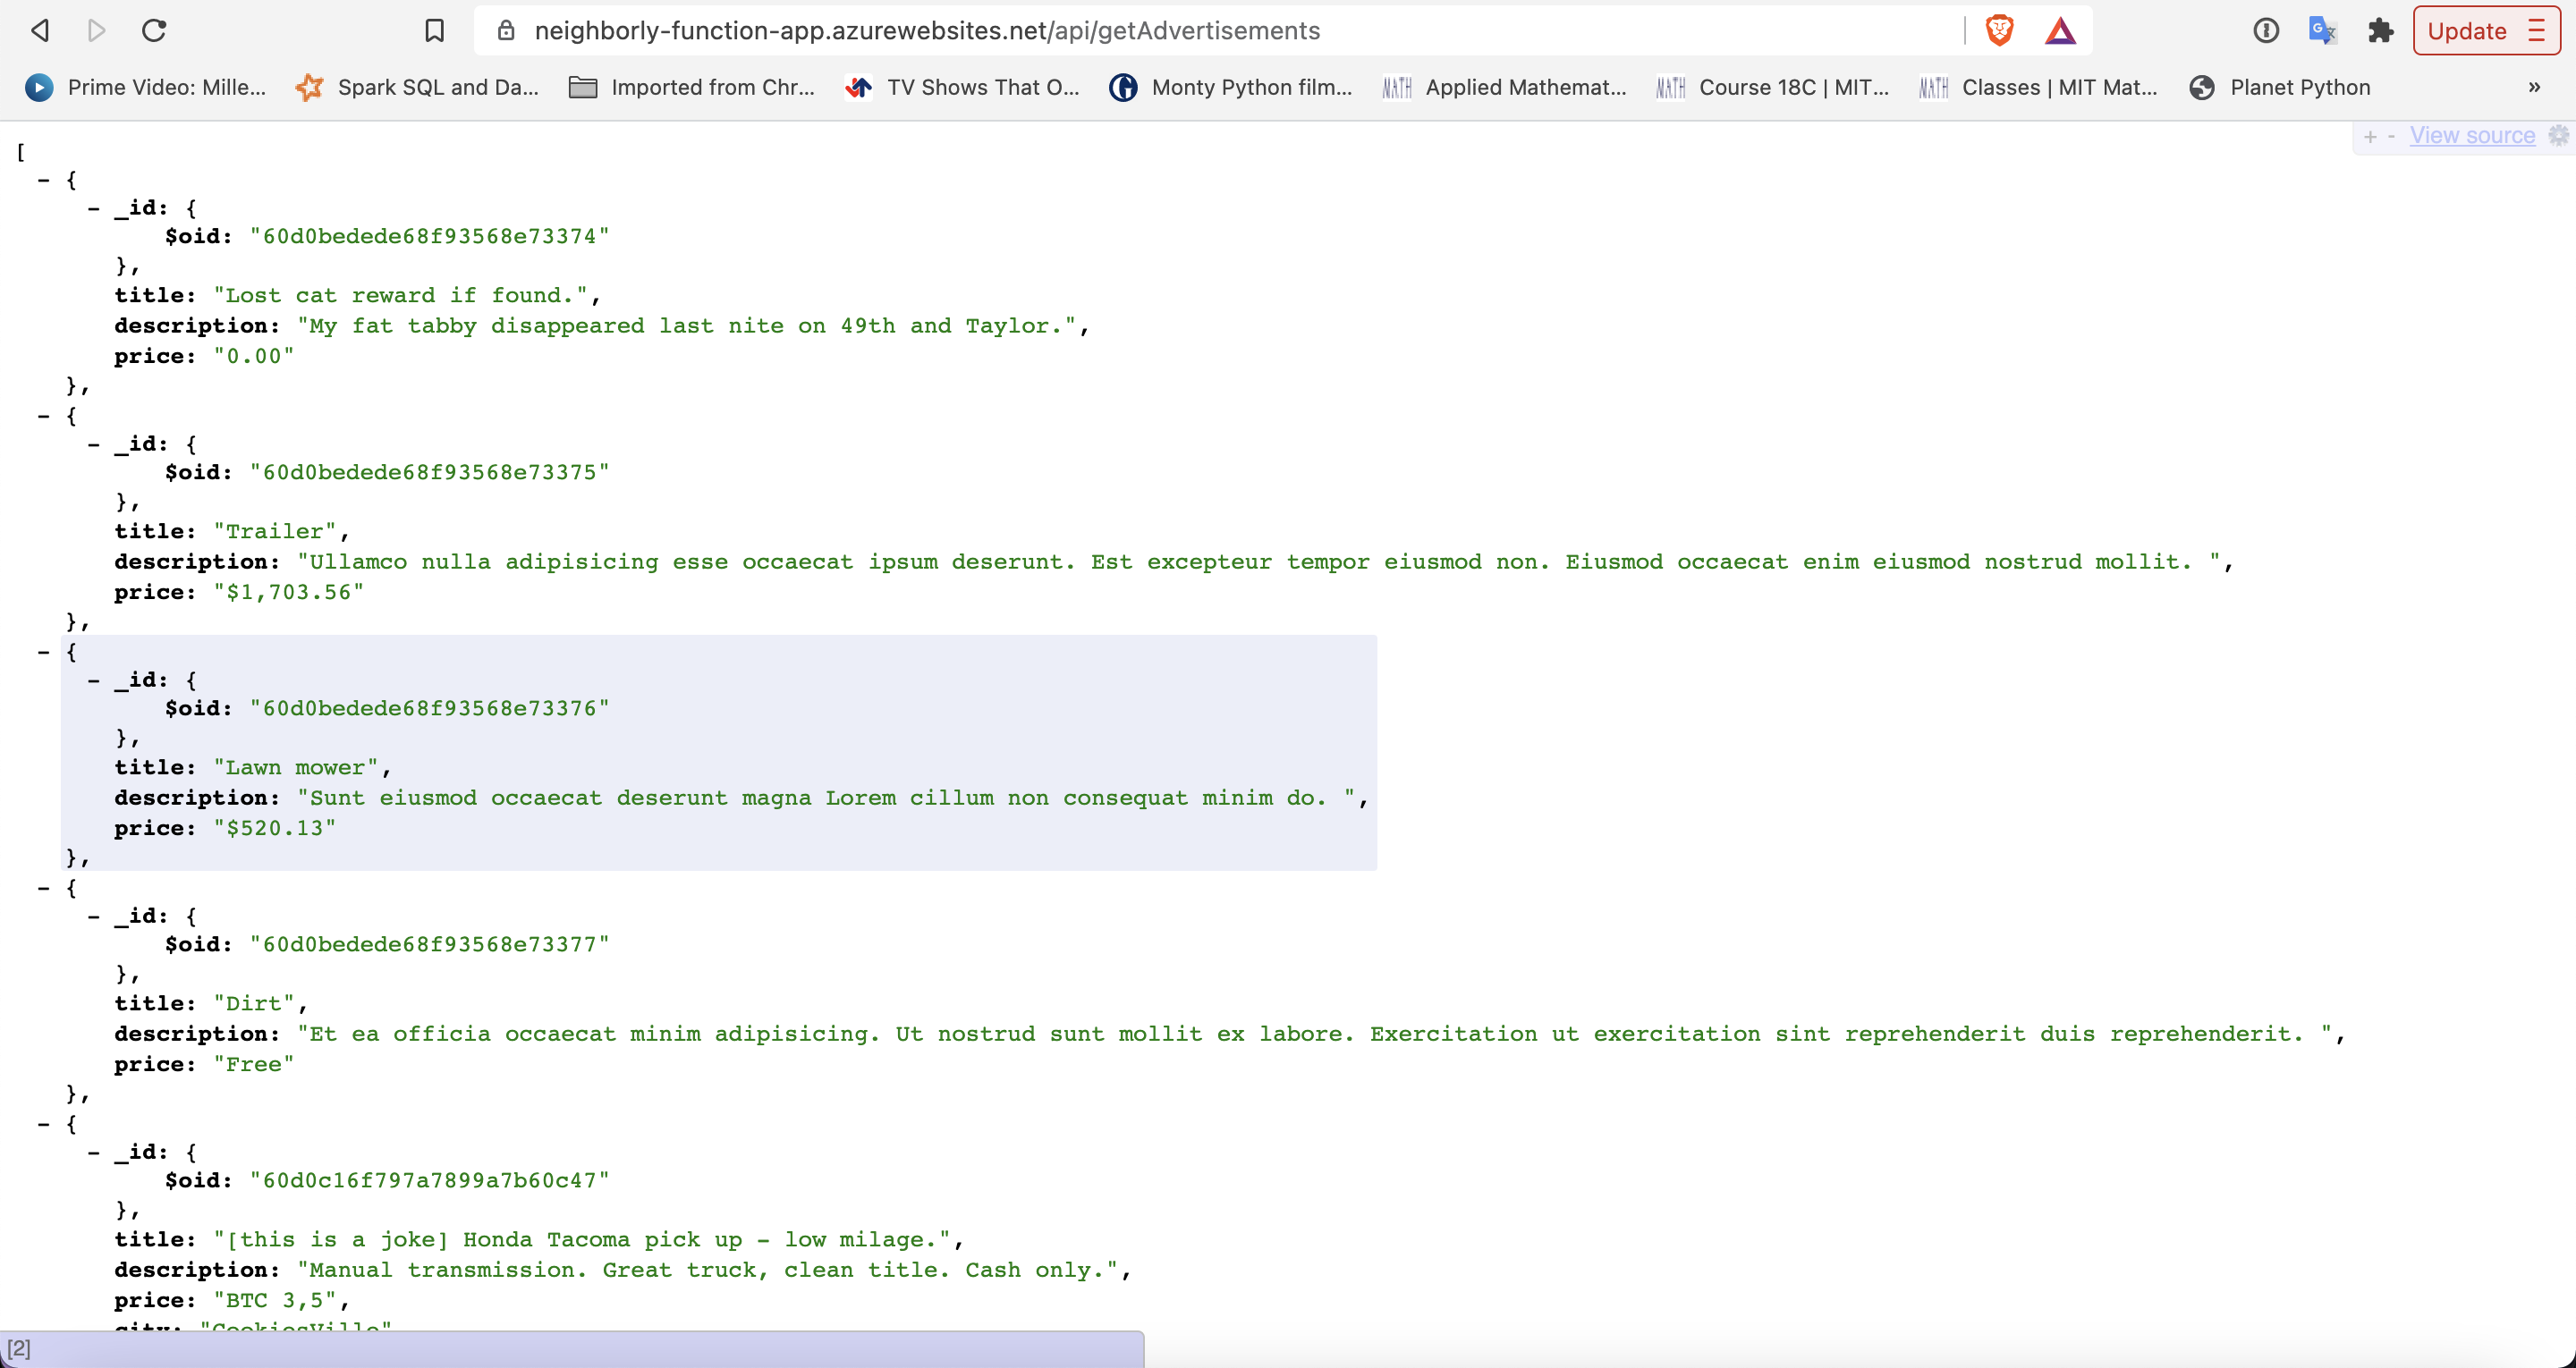 neighborly-function-app.azurewebsites.net/api/getAdvertisements
Update
Prime Video: Mille... Spark SQL and Da... Imported from Chr... TV Shows That O... Monty Python film... Applied Mathemat... Course 18C | MIT... Classes | MIT Mat... Planet Python »
+ - View source
[
- {
- _id: {
$oid: "60d0bedede68f93568e73374"
},
title: "Lost cat reward if found.",
description: "My fat tabby disappeared last nite on 49th and Taylor.",
price: "0.00"
},
- {
- _id: {
$oid: "60d0bedede68f93568e73375"
},
title: "Trailer",
description: "Ullamco nulla adipisicing esse occaecat ipsum deserunt. Est excepteur tempor eiusmod non. Eiusmod occaecat enim eiusmod nostrud mollit. ",
price: "$1,703.56"
},
- {
- _id: {
$oid: "60d0bedede68f93568e73376"
},
title: "Lawn mower",
description: "Sunt eiusmod occaecat deserunt magna Lorem cillum non consequat minim do. ",
price: "$520.13"
},
- {
- _id: {
$oid: "60d0bedede68f93568e73377"
},
title: "Dirt",
description: "Et ea officia occaecat minim adipisicing. Ut nostrud sunt mollit ex labore. Exercitation ut exercitation sint reprehenderit duis reprehenderit. ",
price: "Free"
},
- {
- _id: {
$oid: "60d0c16f797a7899a7b60c47"
},
title: "[this is a joke] Honda Tacoma pick up - low milage.",
description: "Manual transmission. Great truck, clean title. Cash only.",
price: "BTC 3,5",
city: "CookiesVille"
[2]